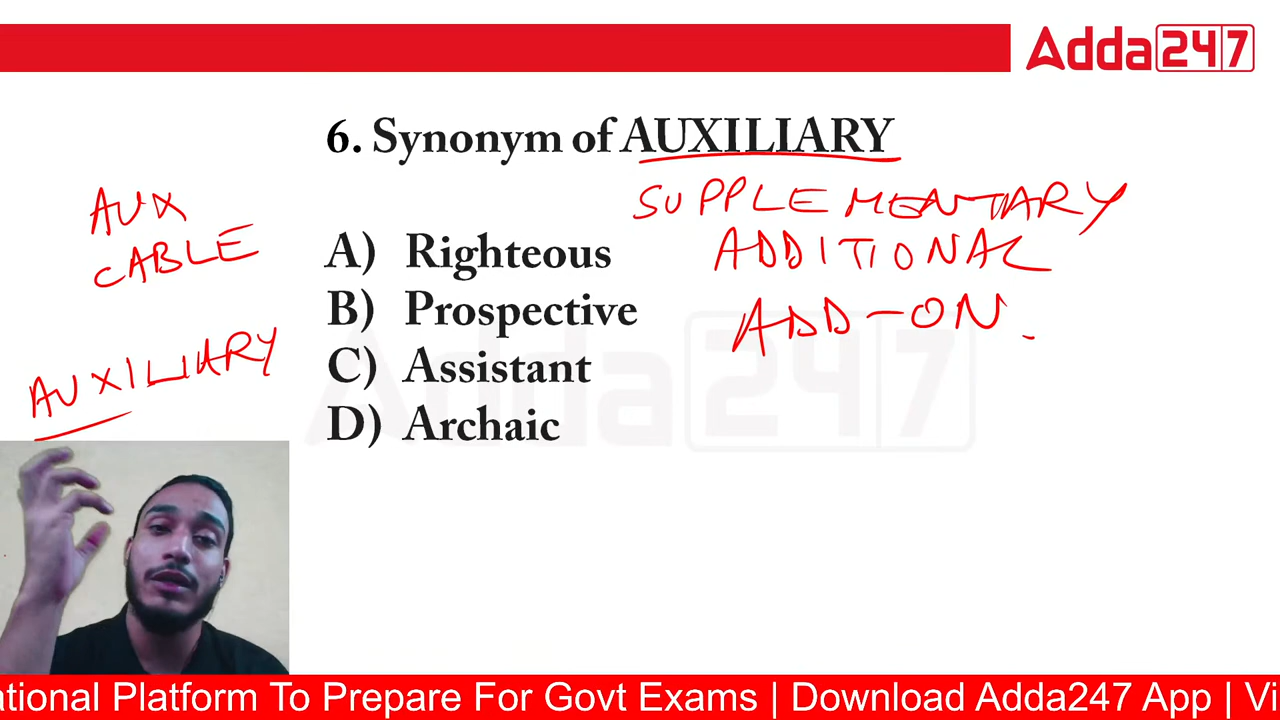 Adda247
6. Synonym of AUXILIARY
SUPPLEMENTARY
AUX
CABLE
ADDITIONAL
A) Righteous
ADD-ON.
B) Prospective
AUXILIARY
C) Assistant
D) Archaic
Adda247
ational Platform To Prepare For Govt Exams | Download Adda247 App | Vi